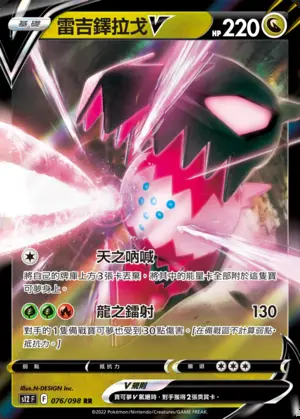 基礎 雷吉鐸拉戈V HP 220
天之吶喊
將自己的牌庫上方3張卡丟棄，將其中的能量卡全部附於這隻寶可夢身上。
龍之鐳射 130
對手的1隻備戰寶可夢也受到30點傷害。[在備戰區不計算弱點、抵抗力。]
弱點 抵抗力 撤退
Illus.N-DESIGN Inc.
S12 F F 076/098 RR
V規則
寶可夢V氣絕時，對手獲得2張獎賞卡。
©2022 Pokémon/Nintendo/Creatures/GAME FREAK.